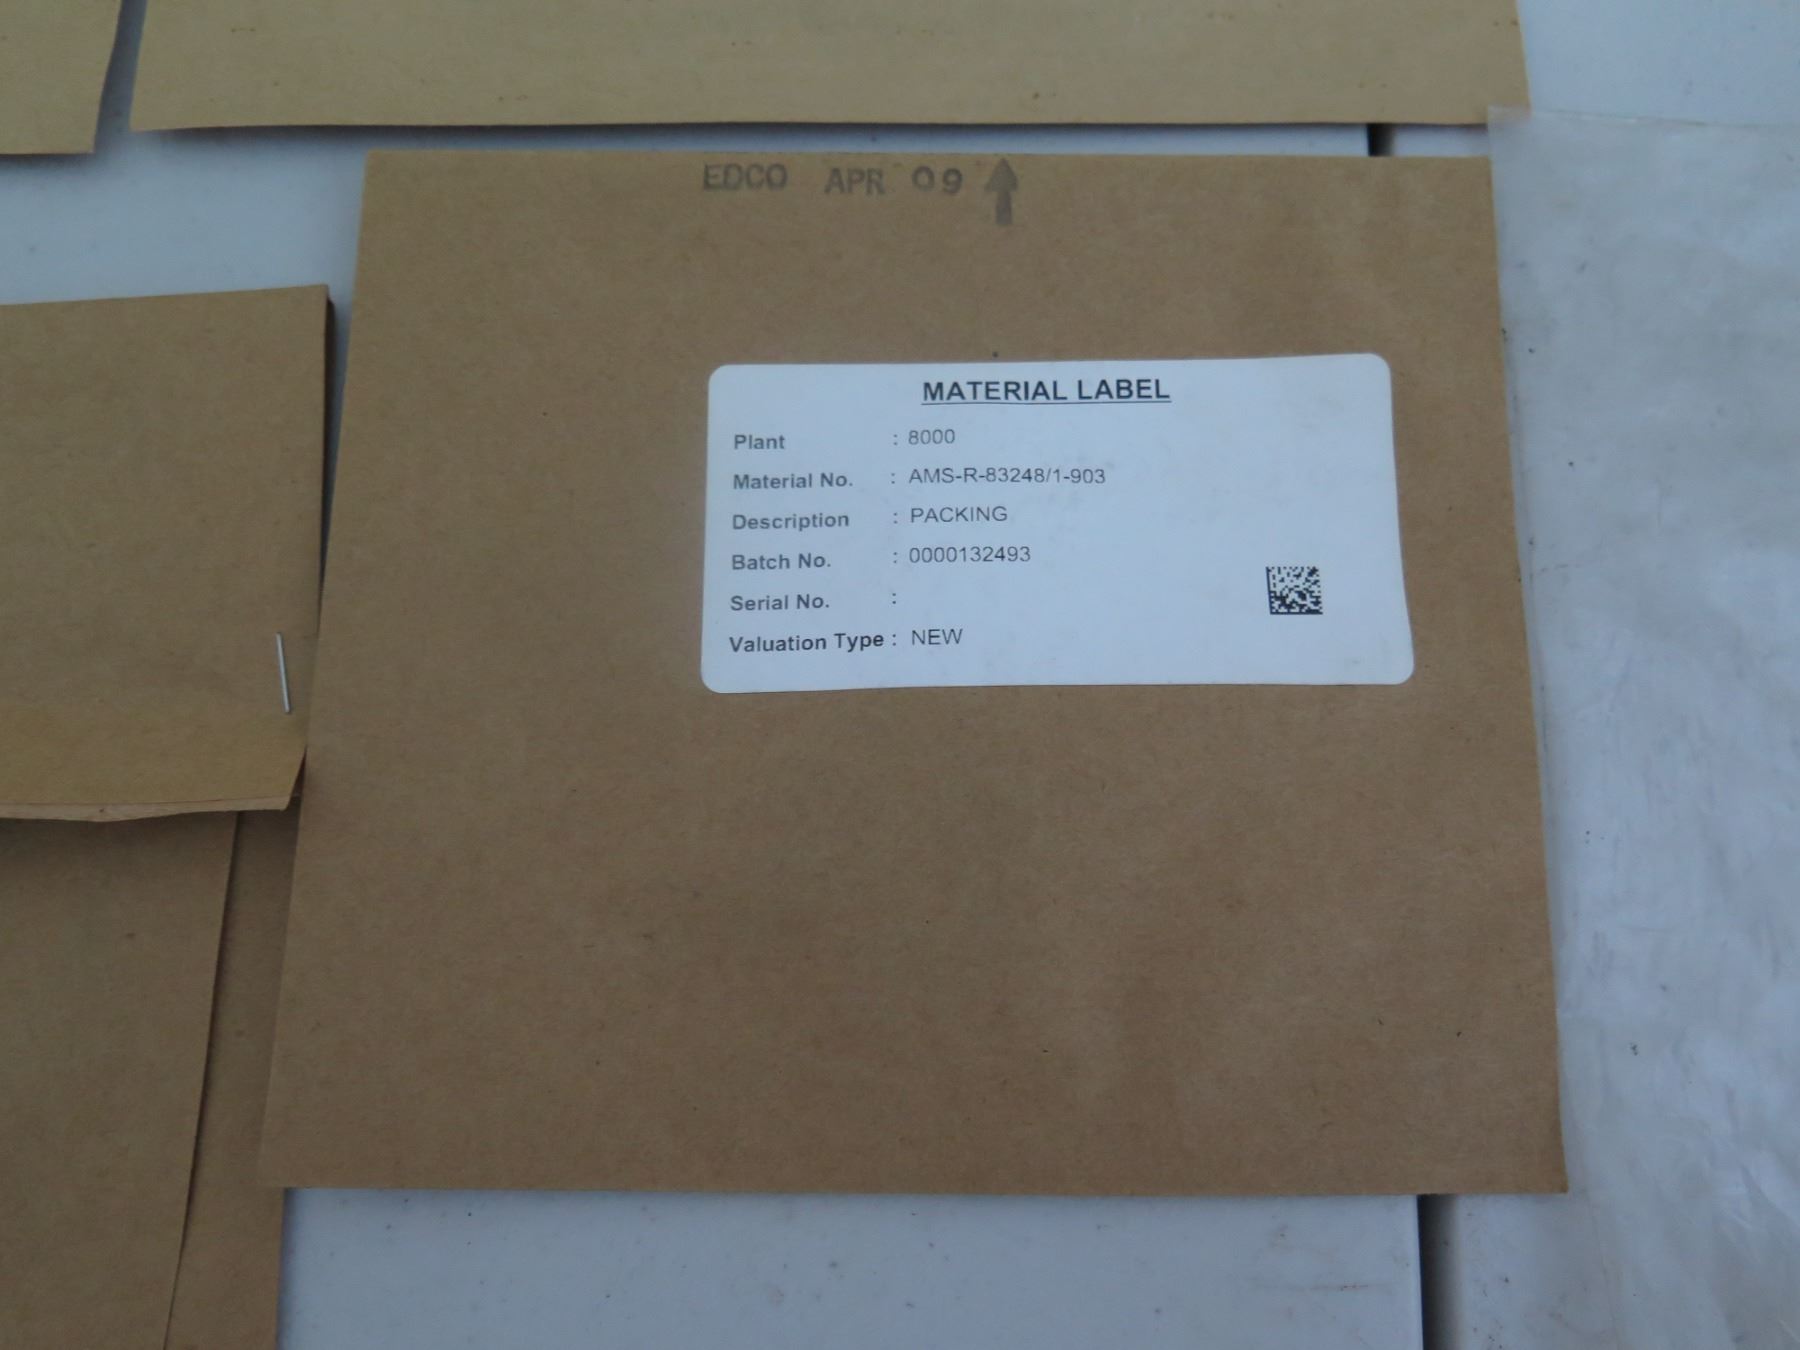 EDCO APR 09
MATERIAL LABEL
Plant : 8000
Material No. : AMS-R-83248/1-903
Description : PACKING
Batch No. : 0000132493
Serial No. :
Valuation Type : NEW